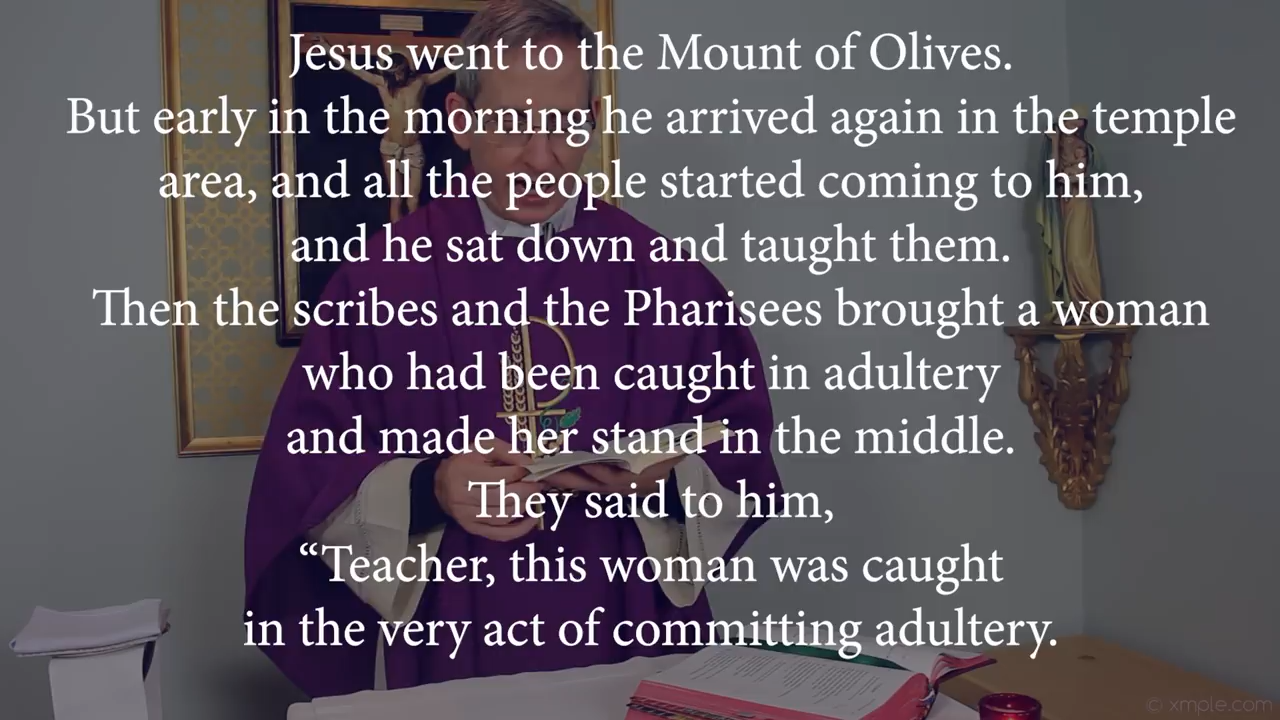 Jesus went to the Mount of Olives.
But early in the morning he arrived again in the temple
area, and all the people started coming to him,
and he sat down and taught them.
Then the scribes and the Pharisees brought a woman
who had been caught in adultery
and made her stand in the middle.
They said to him,
“Teacher, this woman was caught
in the very act of committing adultery.
© xmple.com